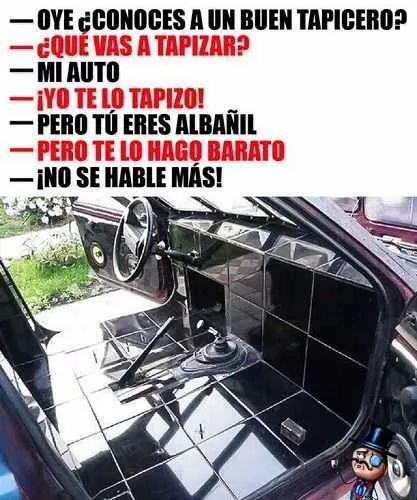 — OYE ¿CONOCES A UN BUEN TAPICERO?
— ¿QUÉ VAS A TAPIZAR?
— MI AUTO
— ¡YO TE LO TAPIZO!
— PERO TÚ ERES ALBAÑIL
— PERO TE LO HAGO BARATO
— ¡NO SE HABLE MÁS!